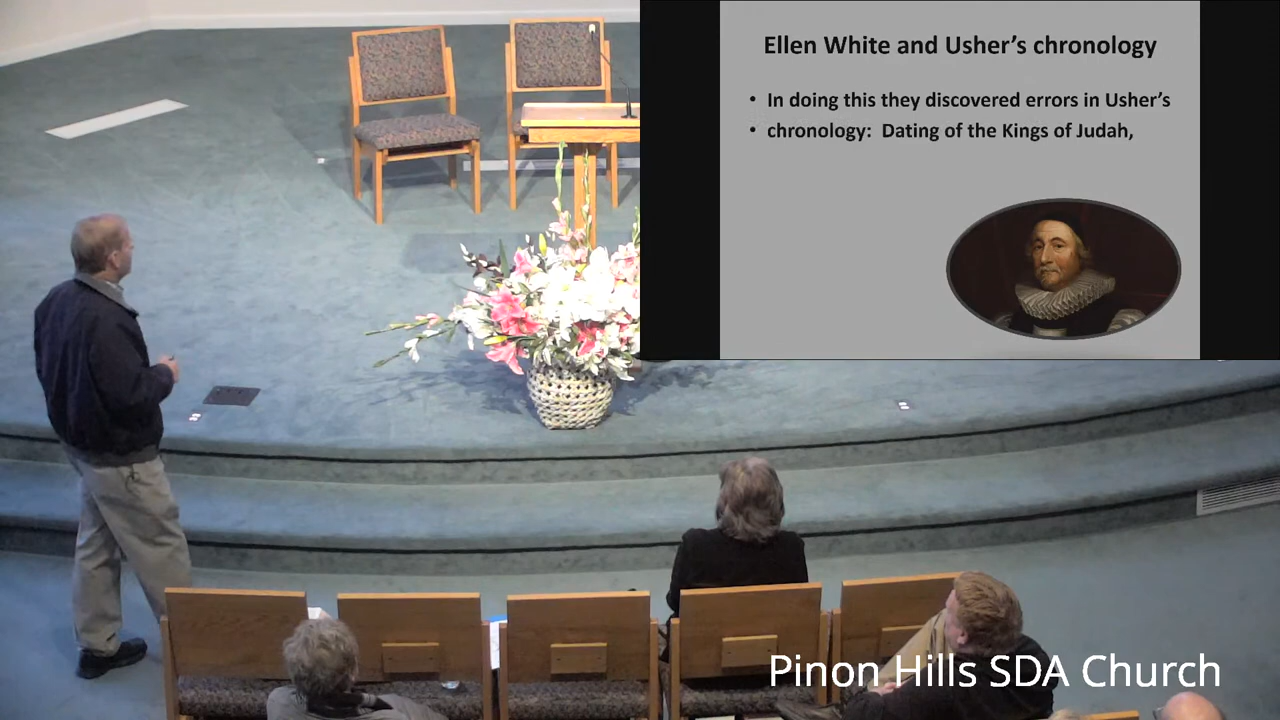 Ellen White and Usher's chronology
• In doing this they discovered errors in Usher's
• chronology: Dating of the Kings of Judah,
Pinon Hills SDA Church